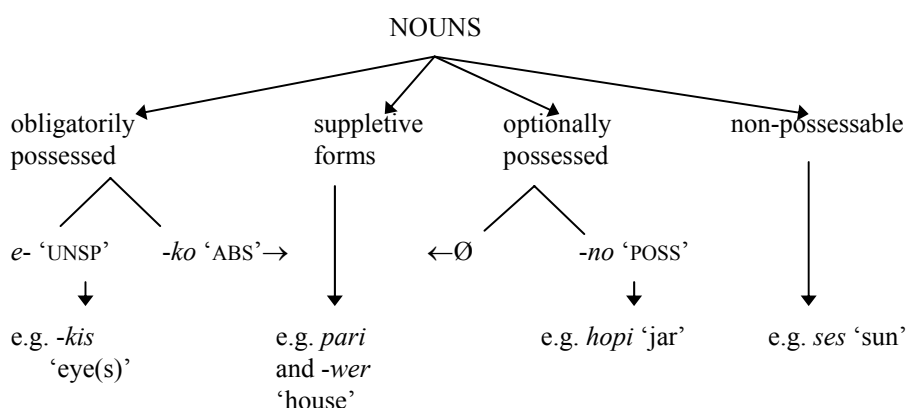 NOUNS
obligatorily suppletive optionally non-possessable
possessed forms possessed
e- ‘UNSP’ -ko ‘ABS’→ ←Ø -no ‘POSS’
e.g. -kis e.g. pari e.g. hopi ‘jar’ e.g. ses ‘sun’
‘eye(s)’ and -wer
‘house’